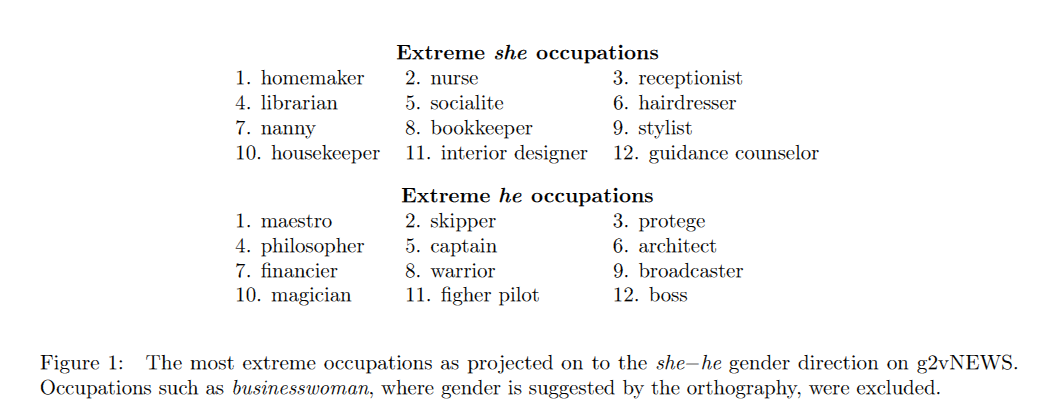 Extreme she occupations
1. homemaker 2. nurse 3. receptionist
4. librarian 5. socialite 6. hairdresser
7. nanny 8. bookkeeper 9. stylist
10. housekeeper 11. interior designer 12. guidance counselor
Extreme he occupations
1. maestro 2. skipper 3. protege
4. philosopher 5. captain 6. architect
7. financier 8. warrior 9. broadcaster
10. magician 11. figher pilot 12. boss
Figure 1: The most extreme occupations as projected on to the she−he gender direction on g2vNEWS.
Occupations such as businesswoman, where gender is suggested by the orthography, were excluded.